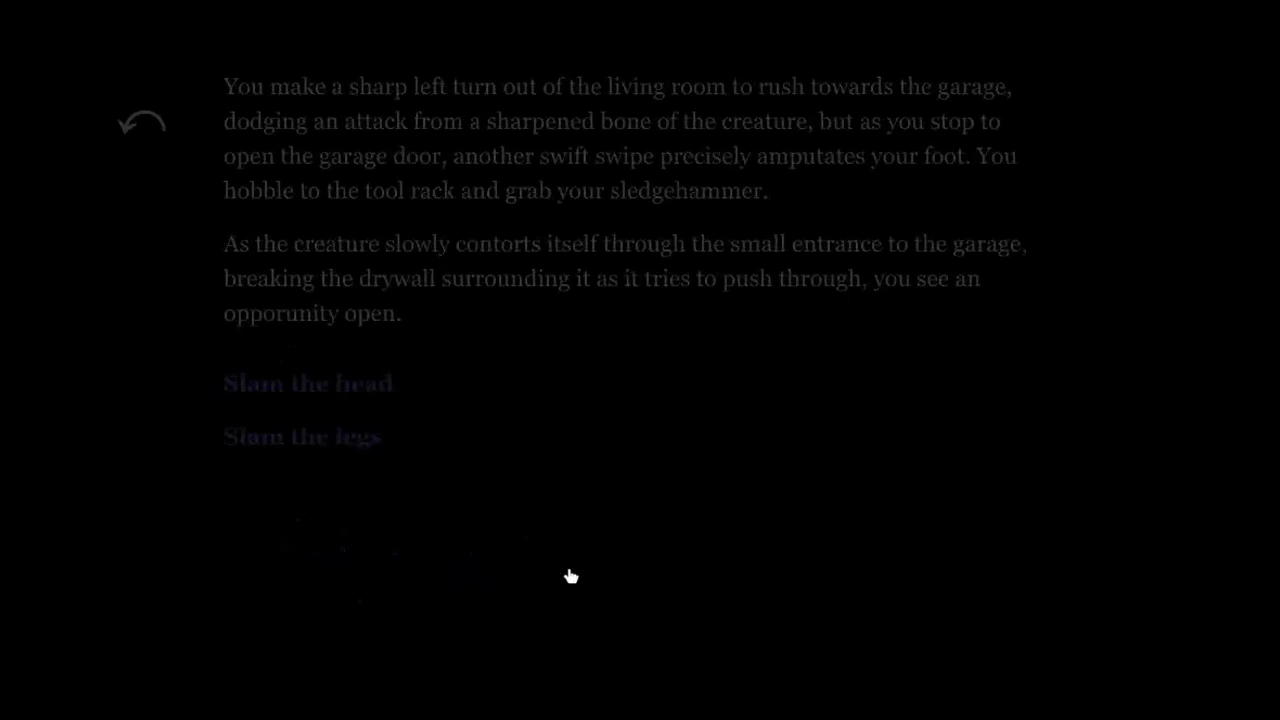 You make a sharp left turn out of the living room to rush towards the garage,
dodging an attack from a sharpened bone of the creature, but as you stop to
open the garage door, another swift swipe precisely amputates your foot. You
hobble to the tool rack and grab your sledgehammer.
As the creature slowly contorts itself through the small entrance to the garage,
breaking the drywall surrounding it as it tries to push through, you see an
opporunity open.
Slam the head
Slam the legs